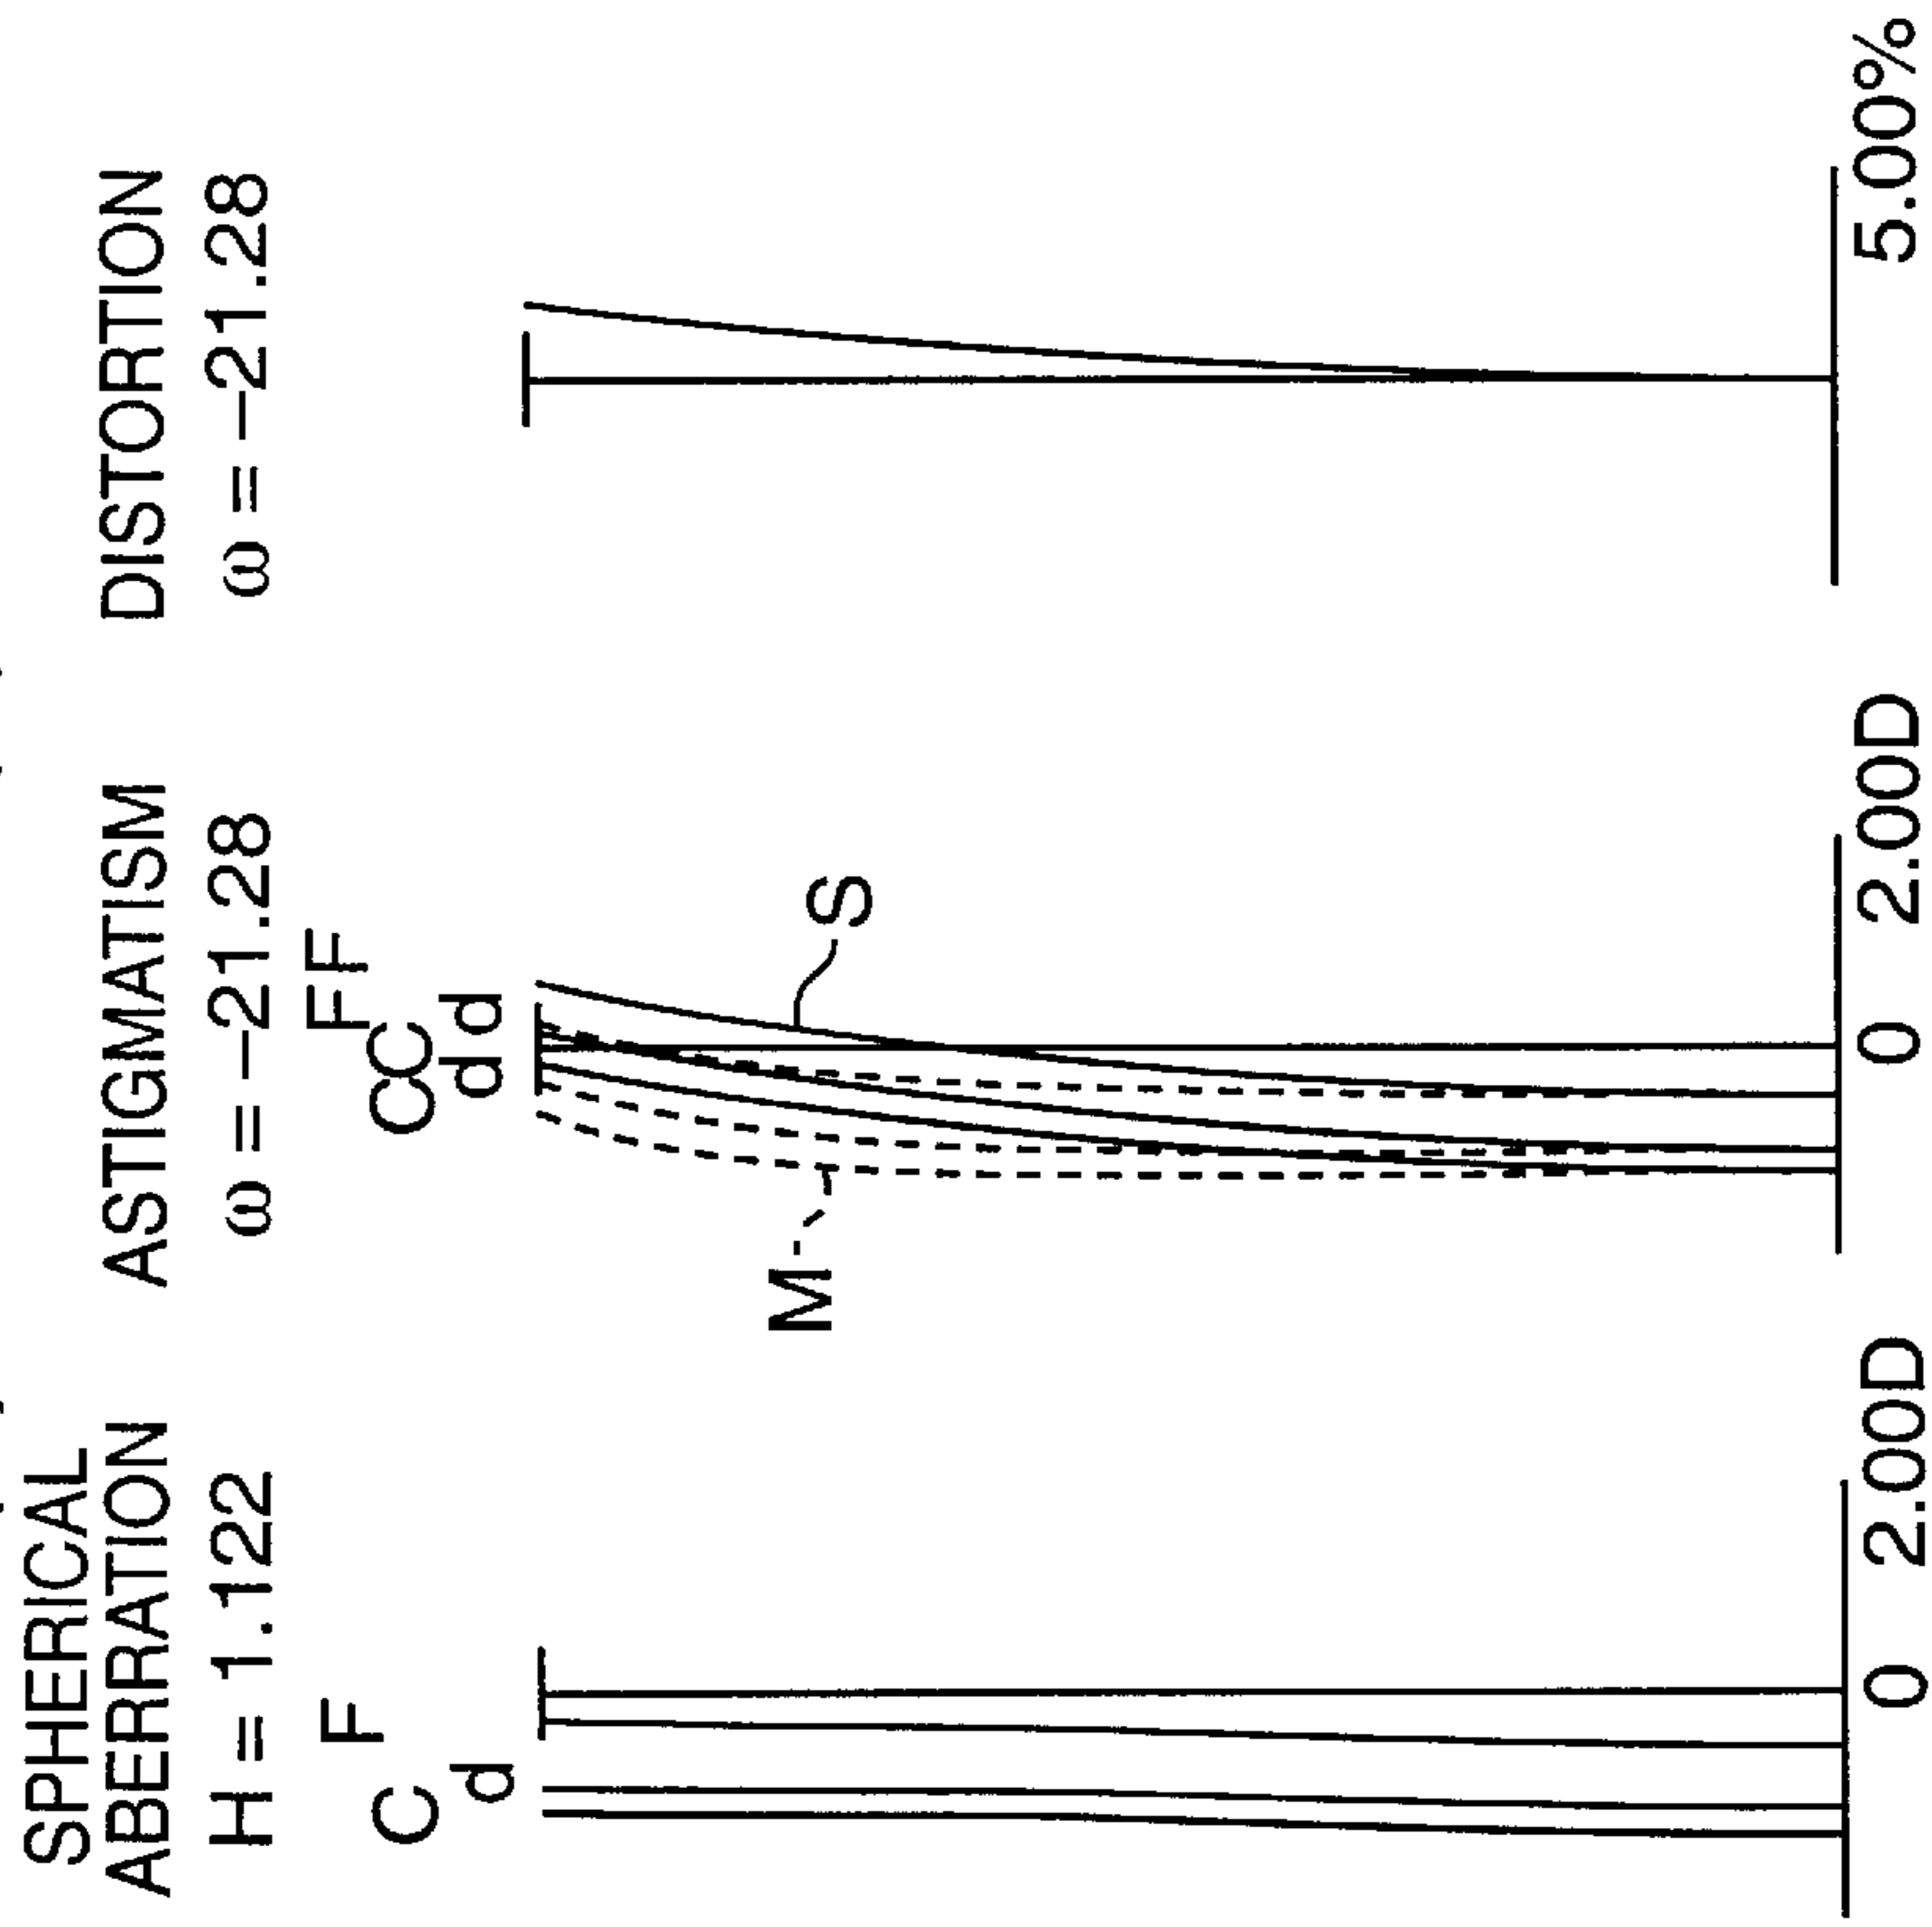 SPHERICAL
ABERRATION
H = 1.122
F
C
d
0 2.00D
ASTIGMATISM
ω = −21.28
FF
CC
d d
S
M
0 2.00D
DISTORTION
ω = −21.28
5.00%